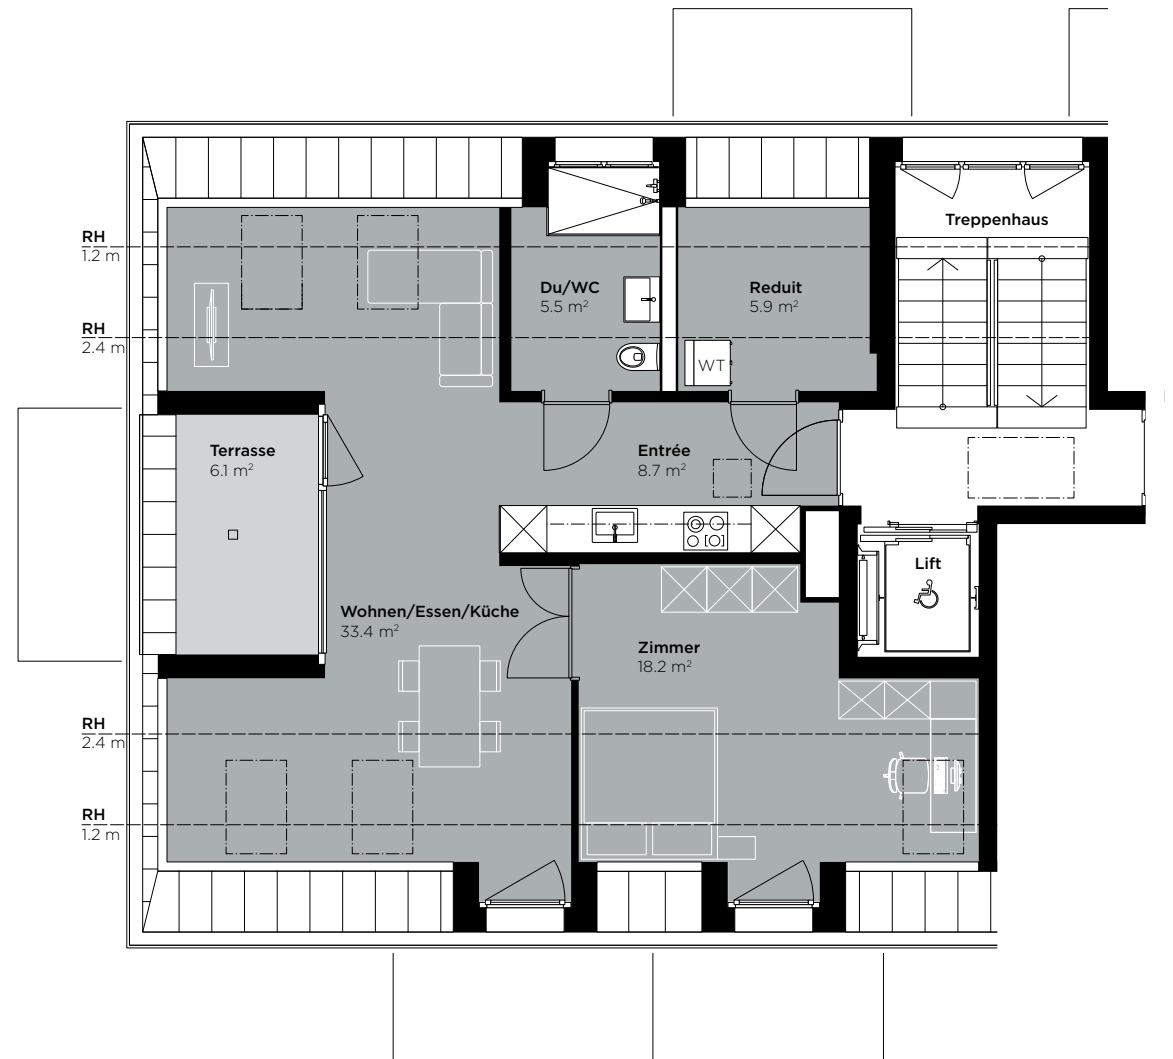 Treppenhaus
RH
1.2 m
Du/WC
5.5 m²
Reduit
5.9 m²
RH
2.4 m
WT
Terrasse
6.1 m²
Entrée
8.7 m²
Lift
Wohnen/Essen/Küche
33.4 m²
Zimmer
18.2 m²
RH
2.4 m
RH
1.2 m